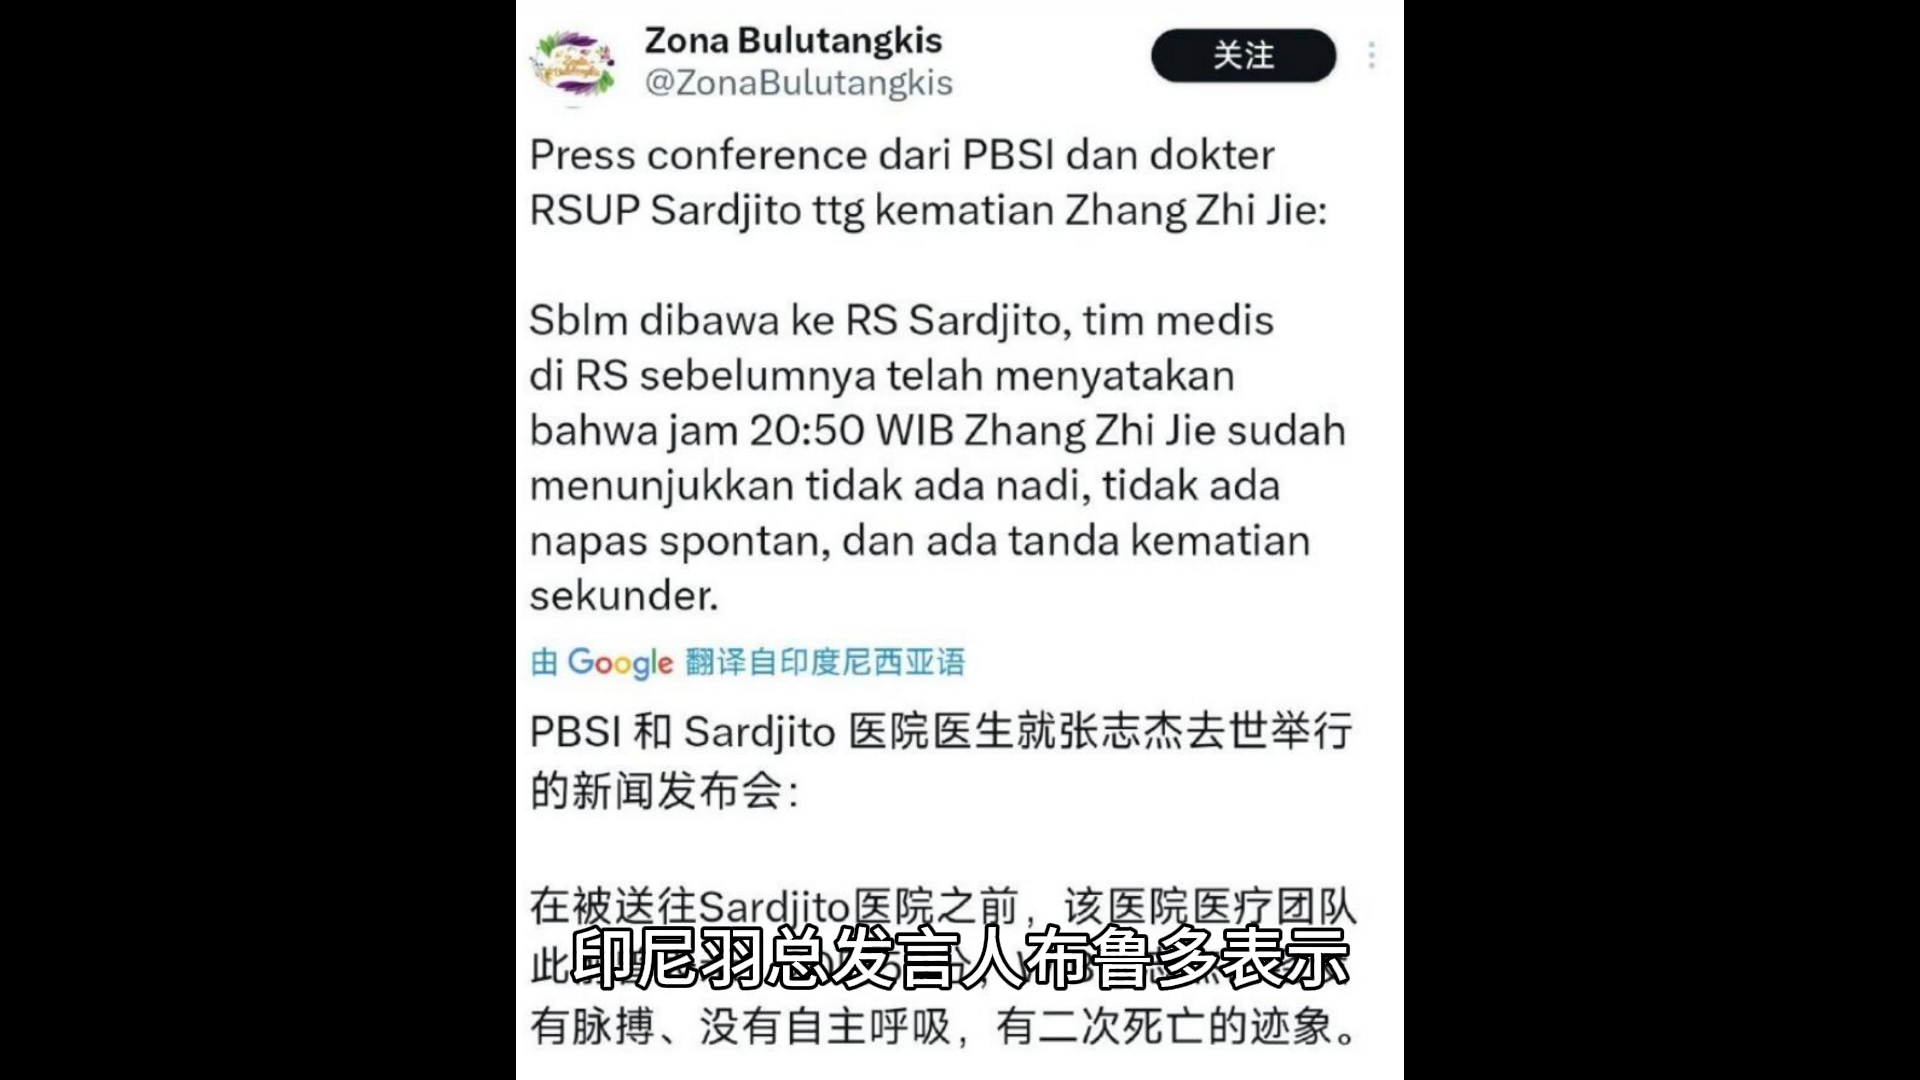 Zona Bulutangkis
@ZonaBulutangkis
关注
Press conference dari PBSI dan dokter
RSUP Sardjito ttg kematian Zhang Zhi Jie:
Sblm dibawa ke RS Sardjito, tim medis
di RS sebelumnya telah menyatakan
bahwa jam 20:50 WIB Zhang Zhi Jie sudah
menunjukkan tidak ada nadi, tidak ada
napas spontan, dan ada tanda kematian
sekunder.
由 Google 翻译自印度尼西亚语
PBSI 和 Sardjito 医院医生就张志杰去世举行
的新闻发布会：
在被送往Sardjito医院之前，该医院医疗团队
印尼羽总发言人布鲁多表示
有脉搏、没有自主呼吸，有二次死亡的迹象。